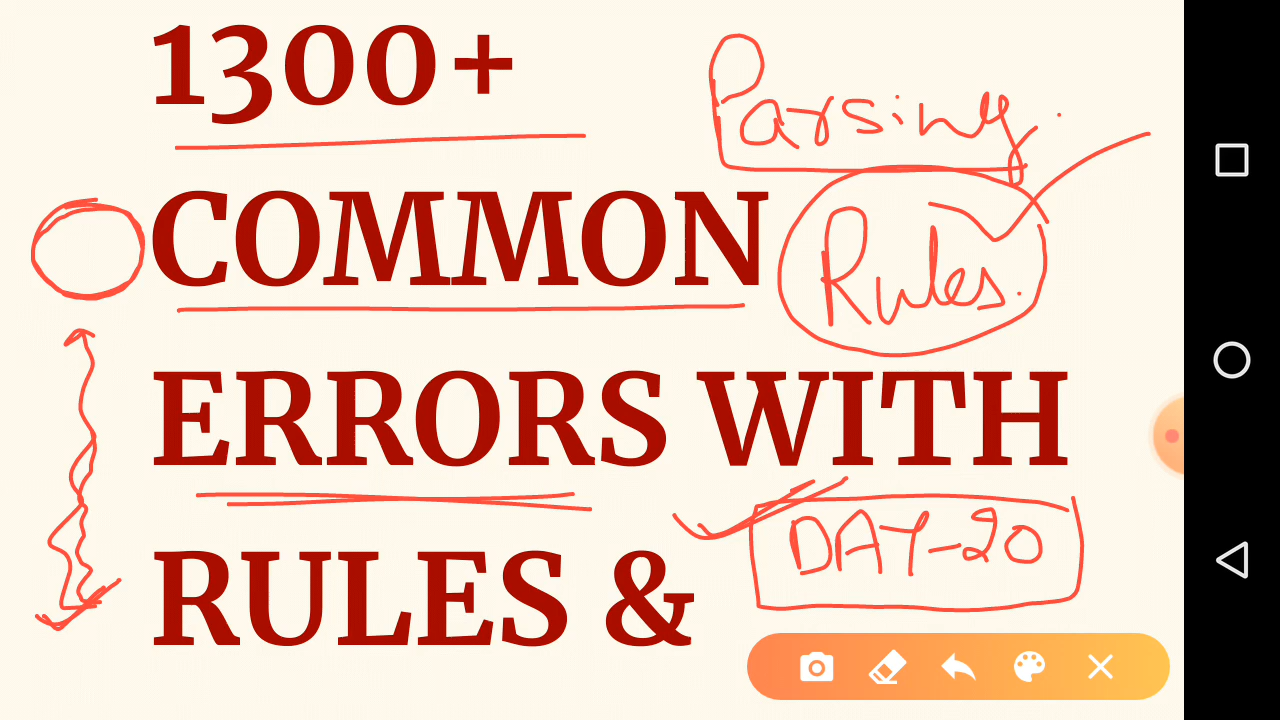 1300+
Parsing.
COMMON
Rules.
ERRORS WITH
DAY-20
RULES &